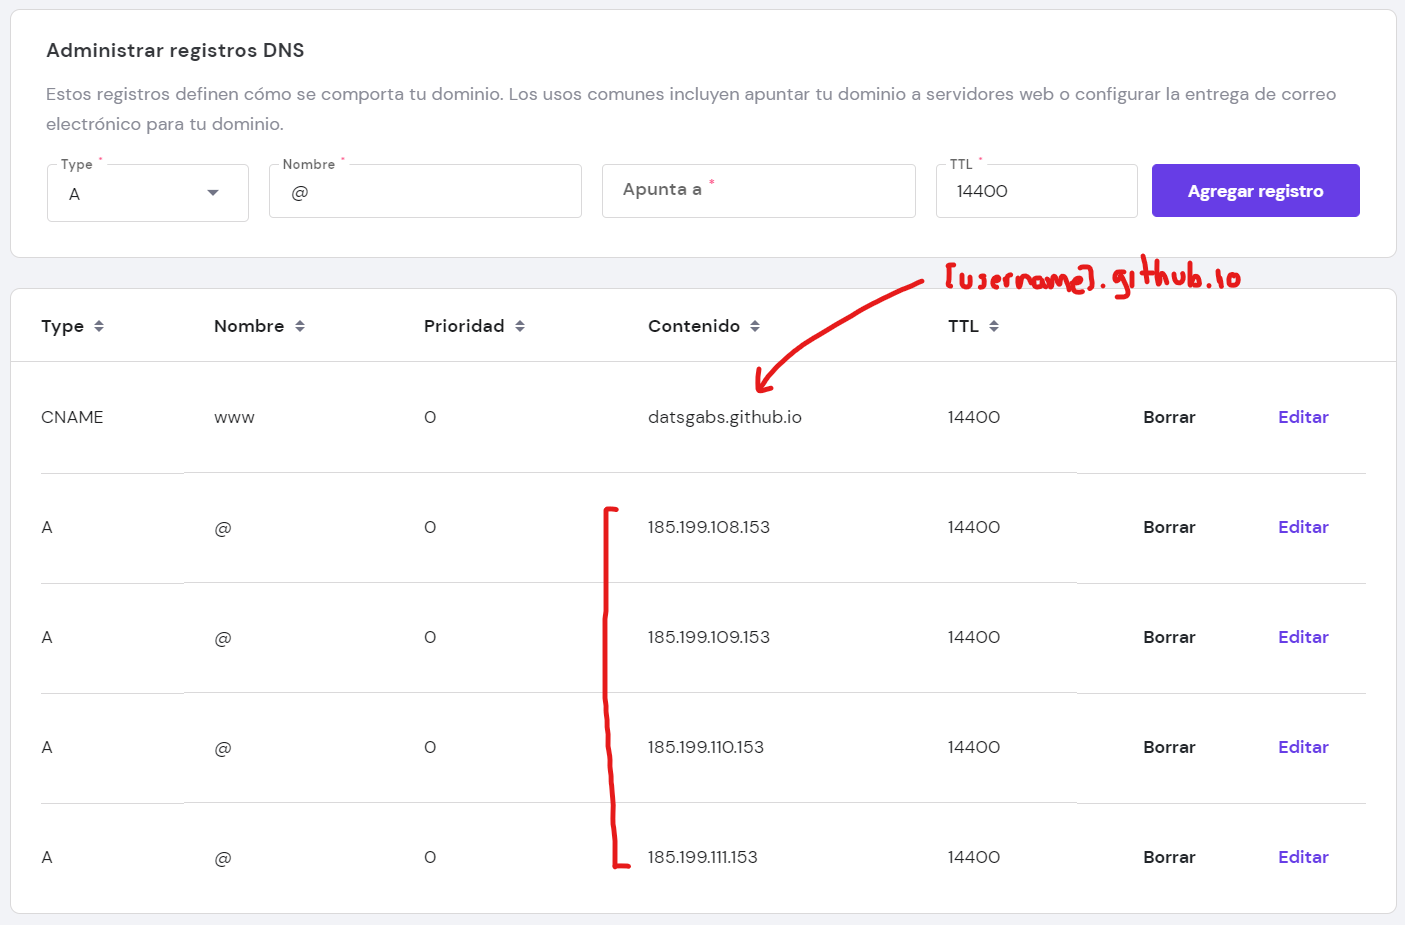 Administrar registros DNS
Estos registros definen cómo se comporta tu dominio. Los usos comunes incluyen apuntar tu dominio a servidores web o configurar la entrega de correo
electrónico para tu dominio.
Type * Nombre * TTL *
A @ Apunta a * 14400 Agregar registro
[username].github.io
Type Nombre Prioridad Contenido TTL
CNAME www 0 datsgabs.github.io 14400 Borrar Editar
A @ 0 185.199.108.153 14400 Borrar Editar
A @ 0 185.199.109.153 14400 Borrar Editar
A @ 0 185.199.110.153 14400 Borrar Editar
A @ 0 185.199.111.153 14400 Borrar Editar